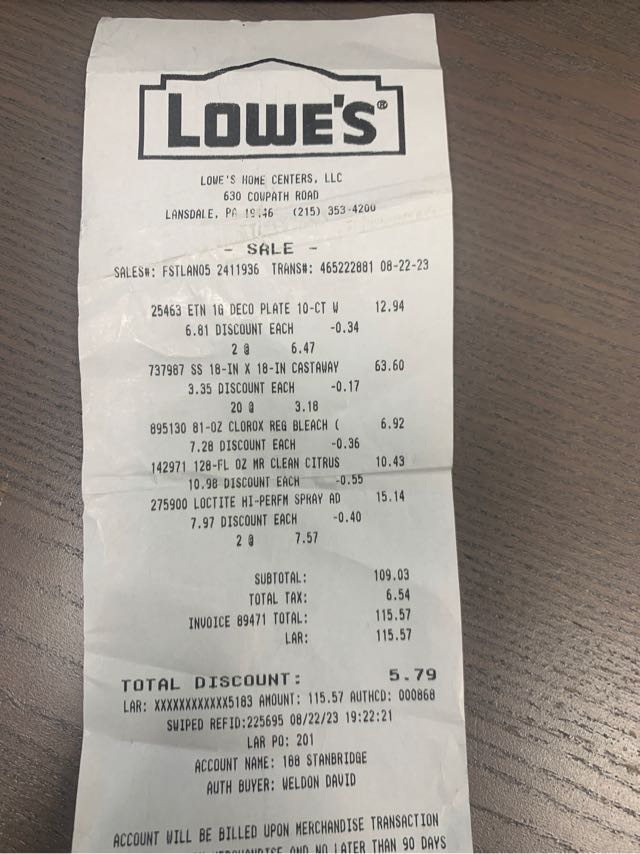 LOWE'S®
LOWE'S HOME CENTERS, LLC
630 COWPATH ROAD
LANSDALE, PA 19446 (215) 353-4200
- SALE -
SALES#: FSTLAN05 2411936 TRANS#: 465222881 08-22-23
25463 ETN 1G DECO PLATE 10-CT W 12.94
6.81 DISCOUNT EACH -0.34
2 @ 6.47
737987 SS 18-IN X 18-IN CASTAWAY 63.60
3.35 DISCOUNT EACH -0.17
20 @ 3.18
895130 81-OZ CLOROX REG BLEACH ( 6.92
7.28 DISCOUNT EACH -0.36
142971 128-FL OZ MR CLEAN CITRUS 10.43
10.98 DISCOUNT EACH -0.55
275900 LOCTITE HI-PERFM SPRAY AD 15.14
7.97 DISCOUNT EACH -0.40
2 @ 7.57
SUBTOTAL: 109.03
TOTAL TAX: 6.54
INVOICE 89471 TOTAL: 115.57
LAR: 115.57
TOTAL DISCOUNT: 5.79
LAR: XXXXXXXXXXXX5183 AMOUNT: 115.57 AUTHCD: 000868
SWIPED REFID:225695 08/22/23 19:22:21
LAR PO: 201
ACCOUNT NAME: 188 STANBRIDGE
AUTH BUYER: WELDON DAVID
ACCOUNT WILL BE BILLED UPON MERCHANDISE TRANSACTION
MERCHANDISE AND NO LATER THAN 90 DAYS